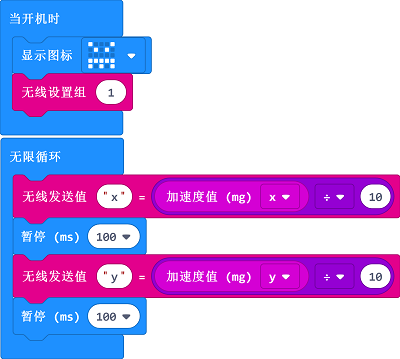 当开机时
显示图标
无线设置组 1
无限循环
无线发送值 "x" = 加速度值 (mg) x ÷ 10
暂停 (ms) 100
无线发送值 "y" = 加速度值 (mg) y ÷ 10
暂停 (ms) 100